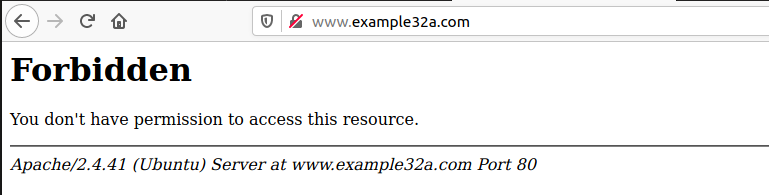 www.example32a.com
Forbidden
You don't have permission to access this resource.
Apache/2.4.41 (Ubuntu) Server at www.example32a.com Port 80